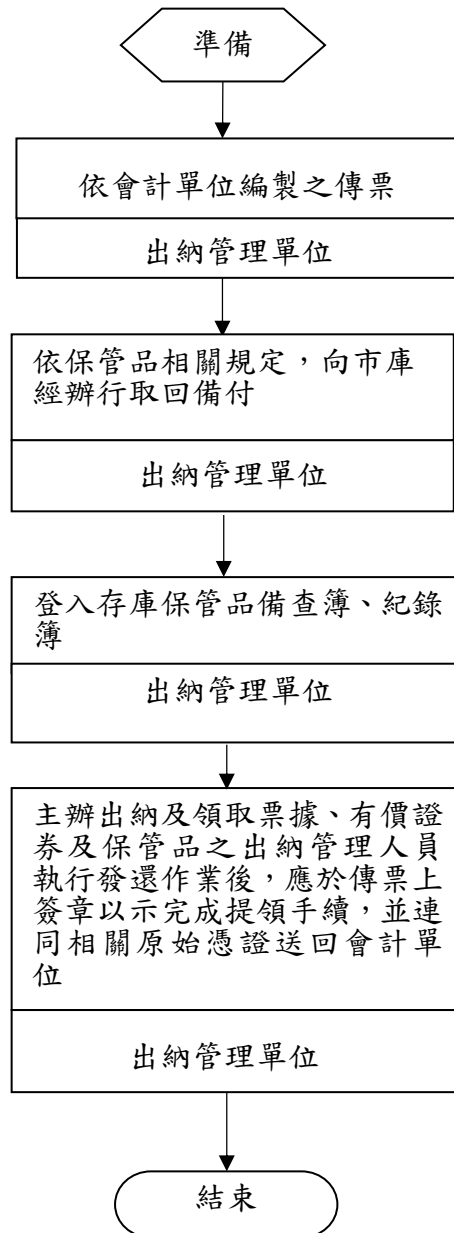 準備
依會計單位編製之傳票
出納管理單位
依保管品相關規定，向市庫
經辦行取回備付
出納管理單位
登入存庫保管品備查簿、紀錄
簿
出納管理單位
主辦出納及領取票據、有價證
券及保管品之出納管理人員
執行發還作業後，應於傳票上
簽章以示完成提領手續，並連
同相關原始憑證送回會計單
位
出納管理單位
結束